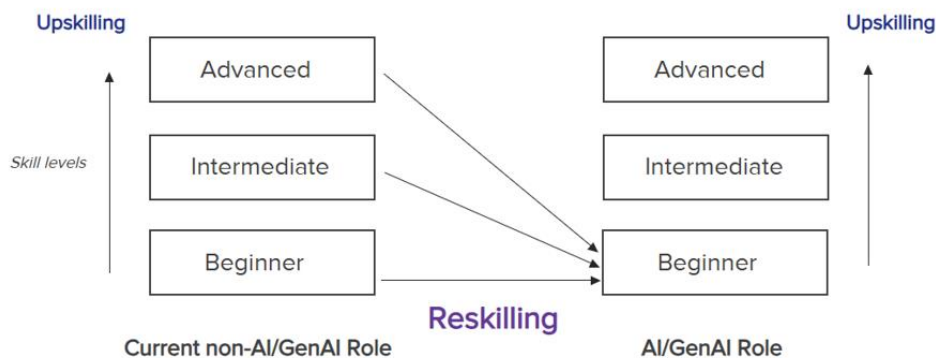 Upskilling
Upskilling
Advanced
Advanced
Skill levels
Intermediate
Intermediate
Beginner
Beginner
Reskilling
Current non-AI/GenAI Role
AI/GenAI Role